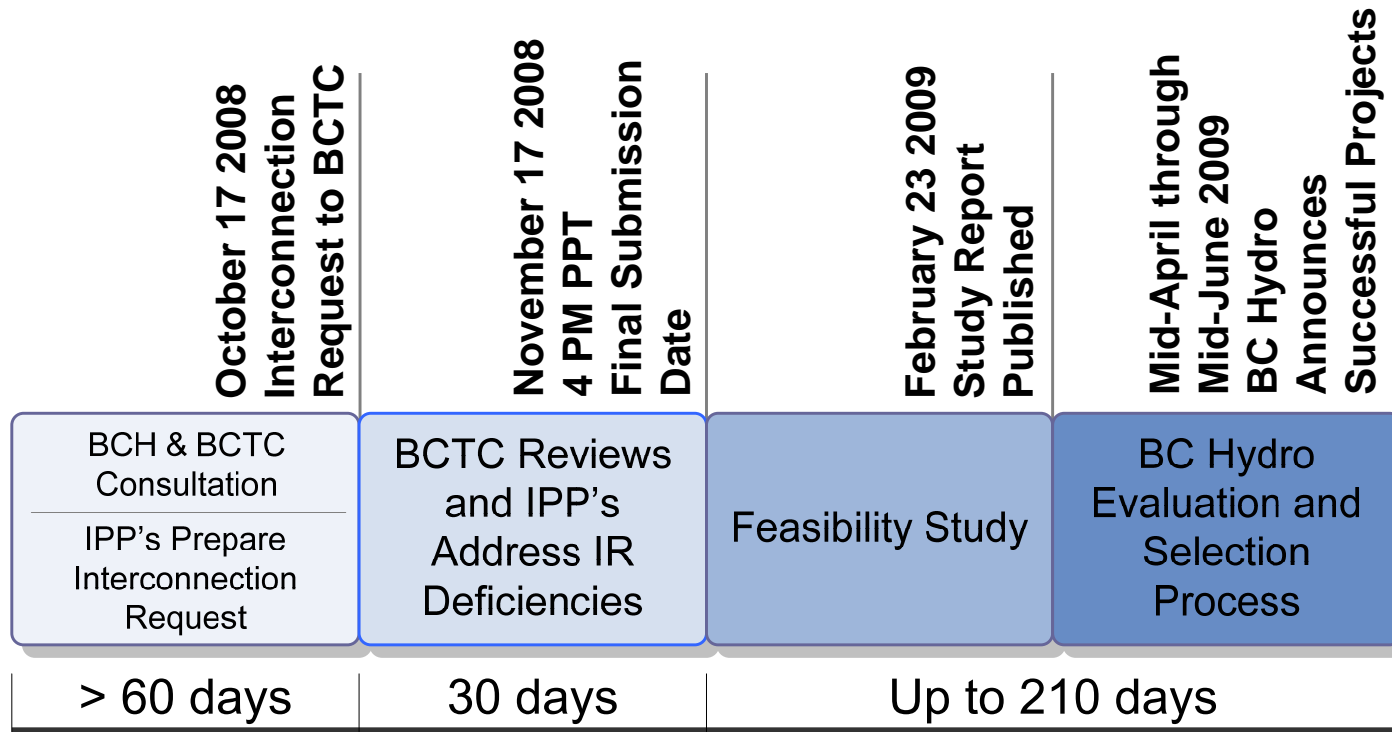 October 17 2008
Interconnection
Request to BCTC
November 17 2008
4 PM PPT
Final Submission
Date
February 23 2009
Study Report
Published
Mid-April through
Mid-June 2009
BC Hydro
Announces
Successful Projects
BCH & BCTC
Consultation
IPP's Prepare
Interconnection
Request
BCTC Reviews
and IPP's
Address IR
Deficiencies
Feasibility Study
BC Hydro
Evaluation and
Selection
Process
> 60 days
30 days
Up to 210 days